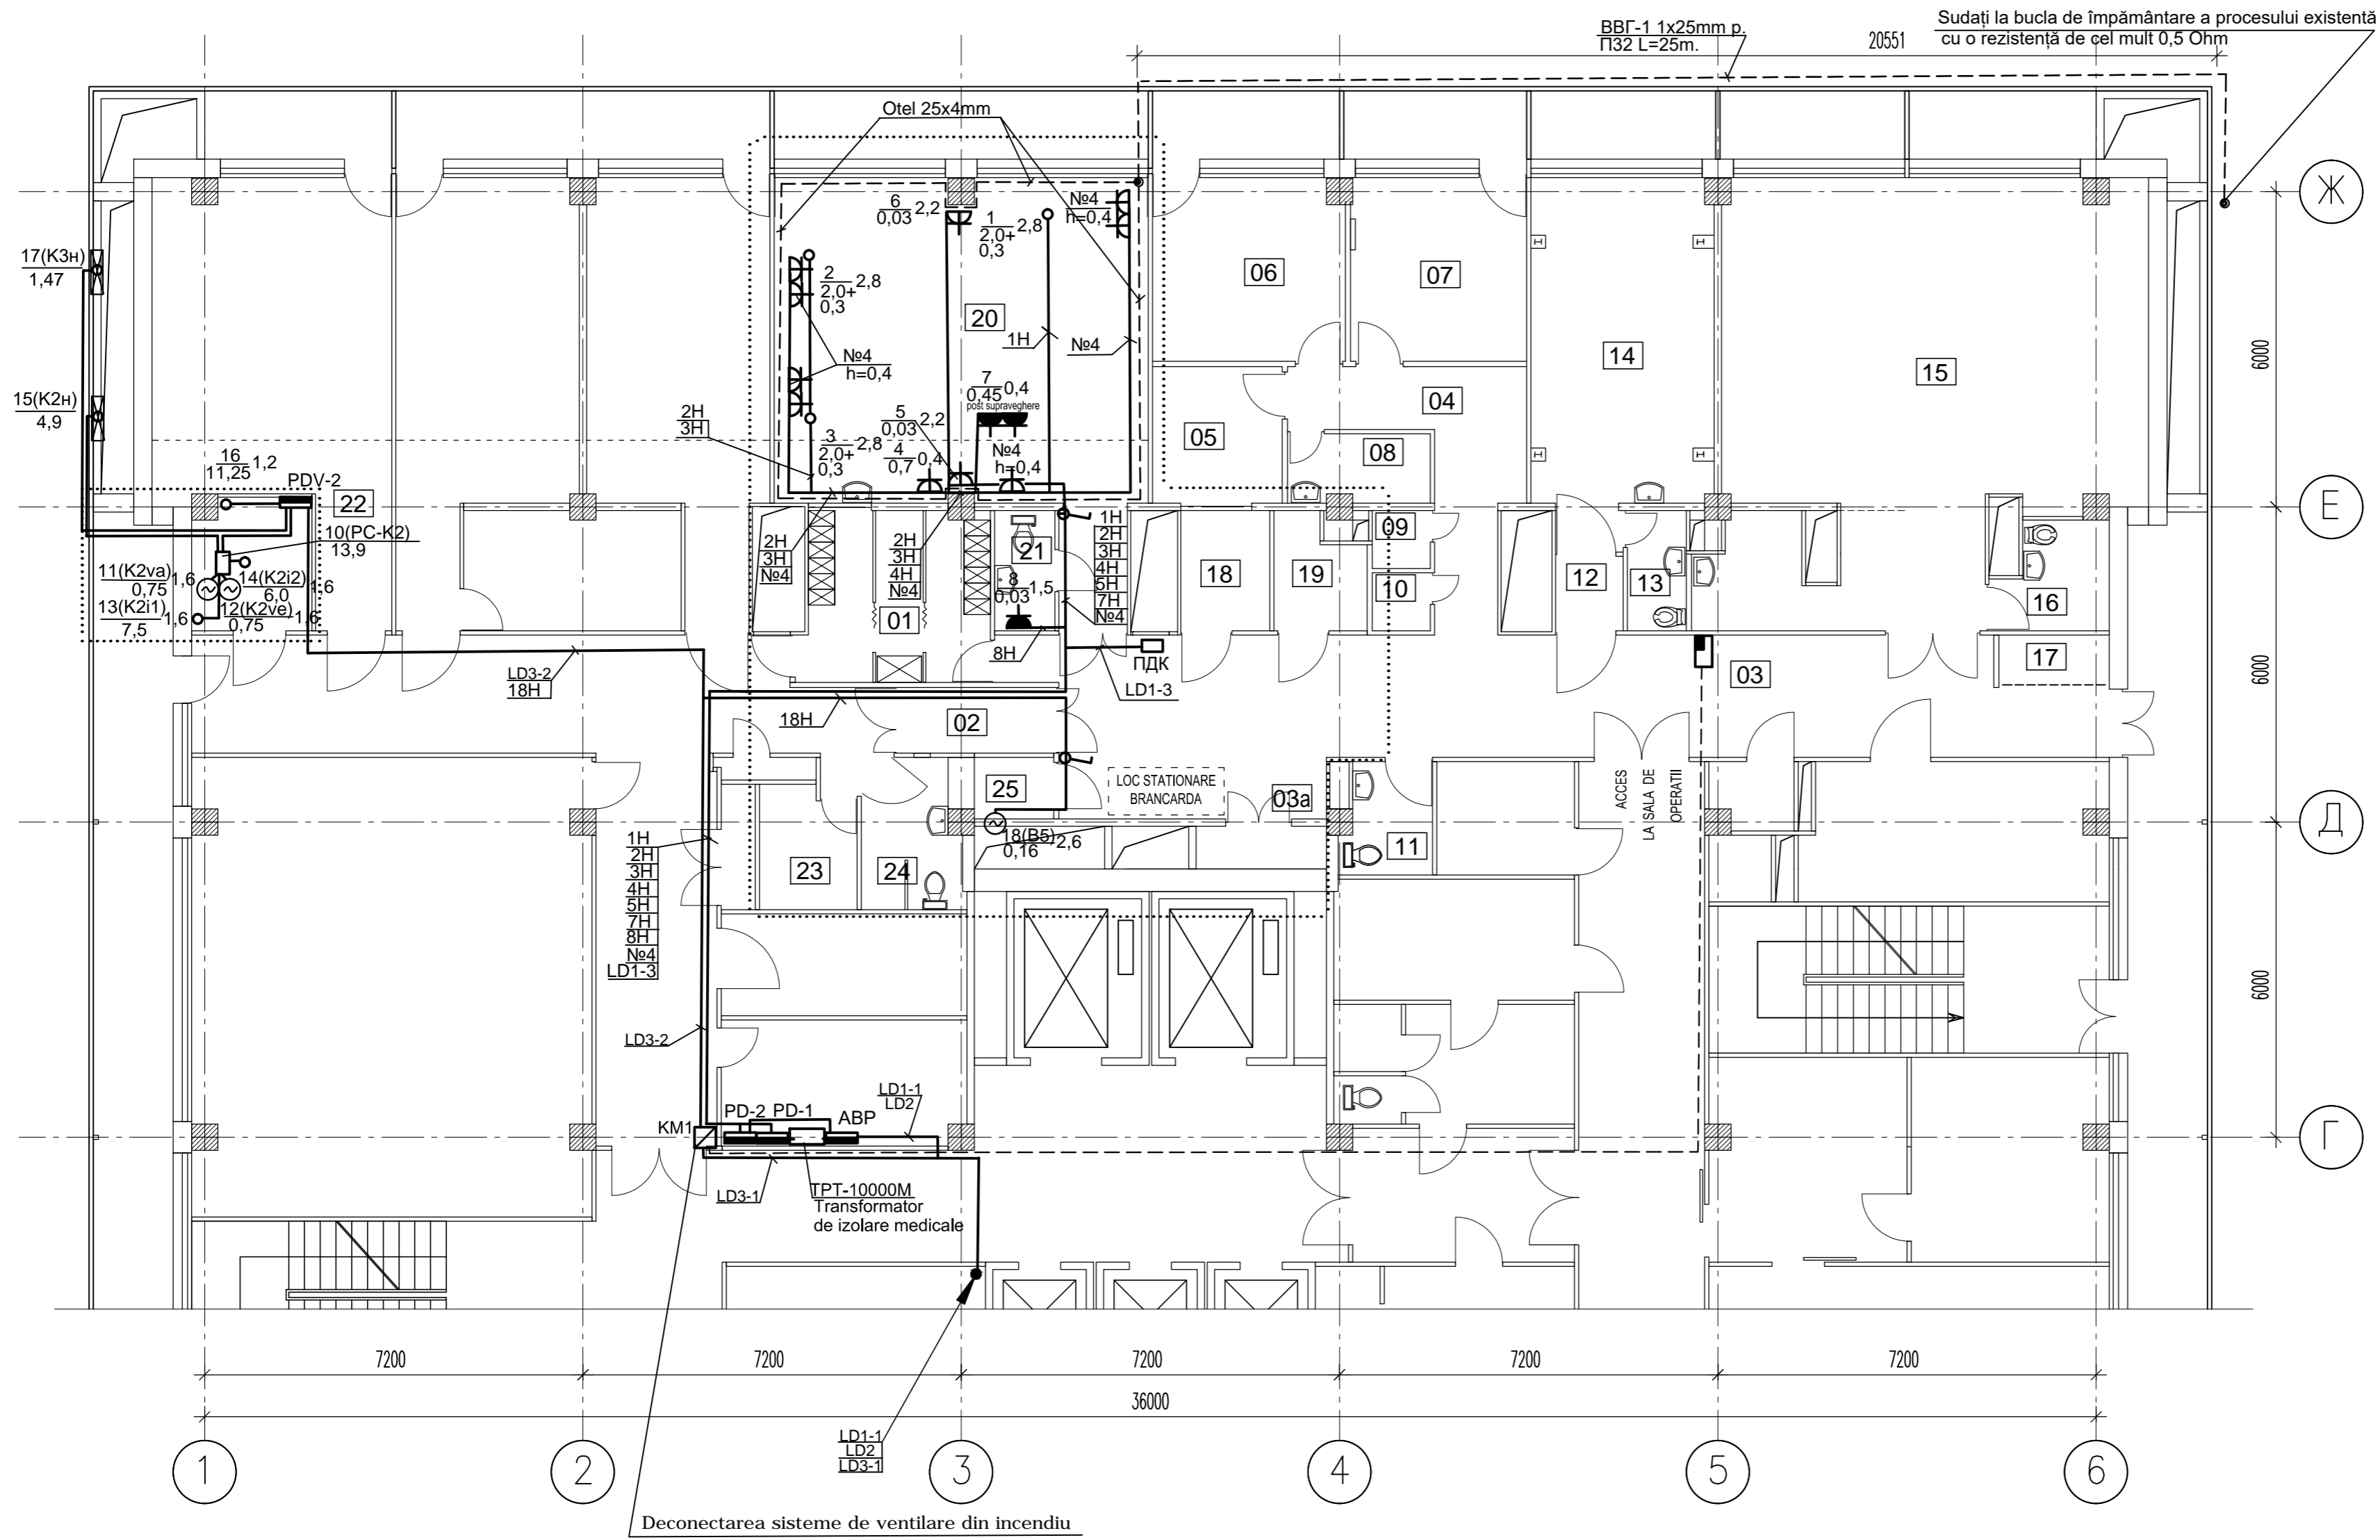 Sudați la bucla de împământare a procesului existentă
cu o rezistență de cel mult 0,5 Ohm
ВВГ-1 1x25mm p.
П32 L=25m.
20551
Otel 25x4mm
Ж
6
0,03 2,2
1
2,0+ 2,8
0,3
№4
h=0,4
17(К3н)
1,47
2
2,0+ 2,8
0,3
20
06
07
1Н
№4
№4
h=0,4
14
15
6000
15(К2н)
4,9
7
0,45 0,4
post supraveghere
04
2Н
3Н
5
0,03 2,2
05
08
3
2,0+ 2,8
0,3
4
0,7 0,4
№4
h=0,4
16
11,25 1,2
PDV-2
22
Е
10(PC-K2)
13,9
2Н
3Н
№4
2Н
3Н
4Н
№4
21
1Н
2Н
3Н
4Н
5Н
7Н
№4
09
11(K2va)
0,75 1,6
14(K2i2)
6,0 1,6
8
0,03 1,5
18
19
10
12
13
16
13(K2i1)
7,5 1,6
12(K2ve)
0,75 1,6
01
8Н
ПДК
17
03
6000
LD3-2
18Н
LD1-3
18Н
02
LOC STATIONARE
BRANCARDA
25
03a
ACCES
LA SALA DE
OPERATII
Д
18(B5)
0,16 2,6
1Н
2Н
3Н
4Н
5Н
7Н
8Н
№4
LD1-3
23
24
11
6000
LD3-2
LD1-1
LD2
PD-2
PD-1
АВР
КМ1
Г
LD3-1
ТРТ-10000М
Transformator
de izolare medicale
7200
7200
7200
7200
7200
36000
LD1-1
LD2
LD3-1
1
2
3
4
5
6
Deconectarea sisteme de ventilare din incendiu